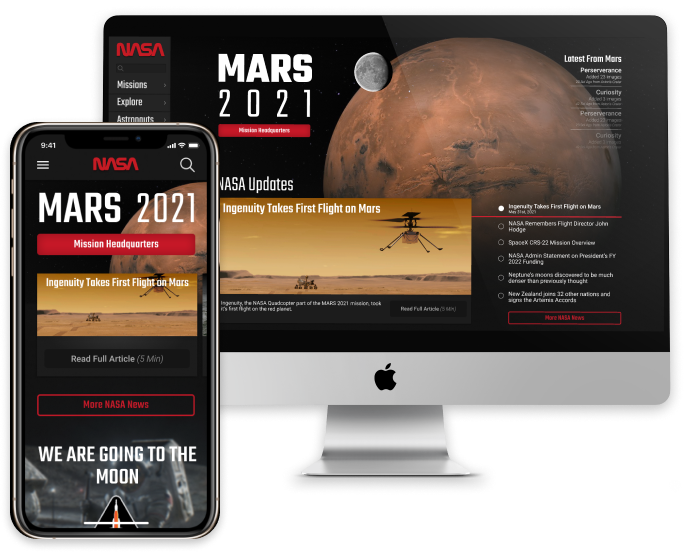 NASA
Missions
Explore
Astronauts
MARS
2021
Mission Headquarters
Latest From Mars
Perseverance
Added 23 images
Curiosity
Added 3 images
Perseverance
Added 27 images
Curiosity
NASA Updates
Ingenuity Takes First Flight on Mars
Ingenuity, the NASA Quadcopter part of the MARS 2021 mission, took
it's first flight on the red planet.
Read Full Article (5 Min)
Ingenuity Takes First Flight on Mars
May 31st, 2021
NASA Remembers Flight Director John
Hodge
SpaceX CRS-22 Mission Overview
NASA Admin Statement on President's FY
2022 Funding
Neptune's moons discovered to be much
denser than previously thought
New Zealand joins 32 other nations and
signs the Artemis Accords
More NASA News
9:41
NASA
MARS 2021
Mission Headquarters
Ingenuity Takes First Flight on Mars
Read Full Article (5 Min)
More NASA News
WE ARE GOING TO THE
MOON